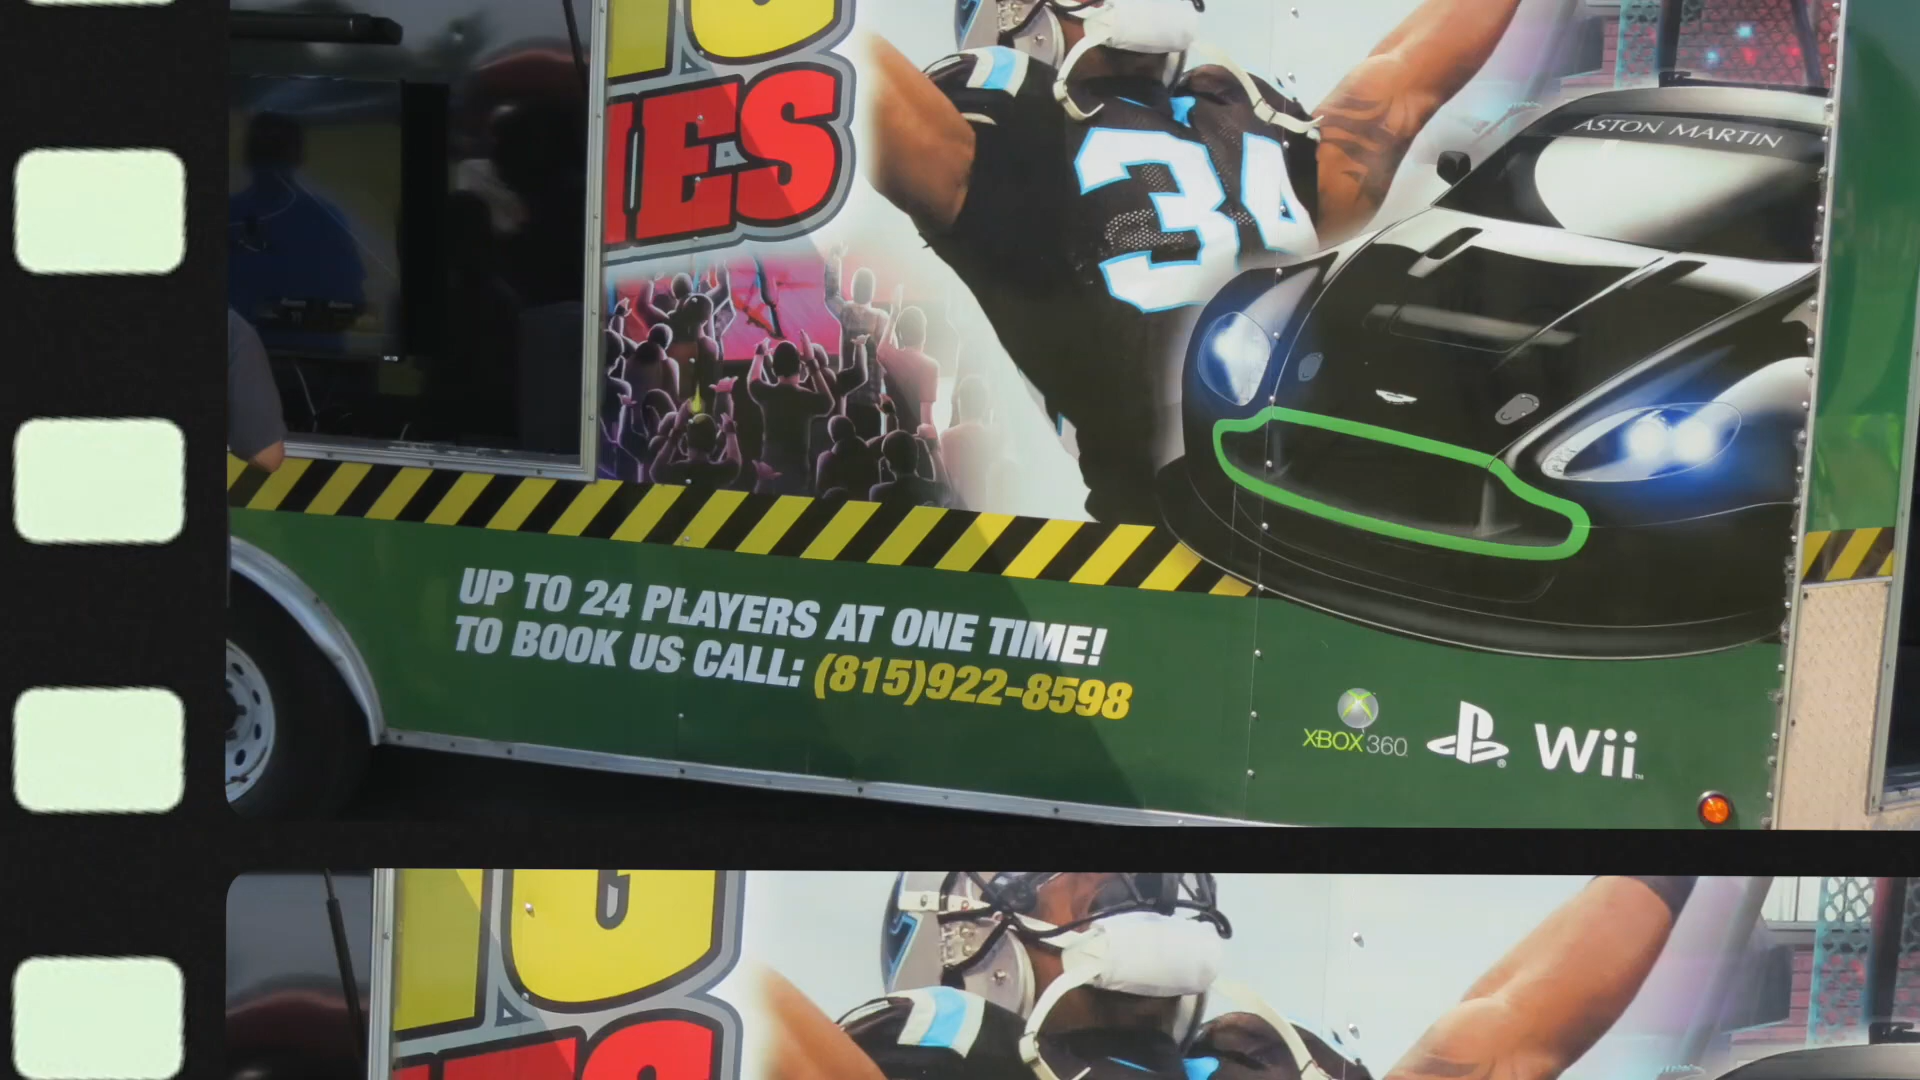 IES
34
ASTON MARTIN
UP TO 24 PLAYERS AT ONE TIME!
TO BOOK US CALL: (815)922-8598
XBOX 360 PS Wii
G